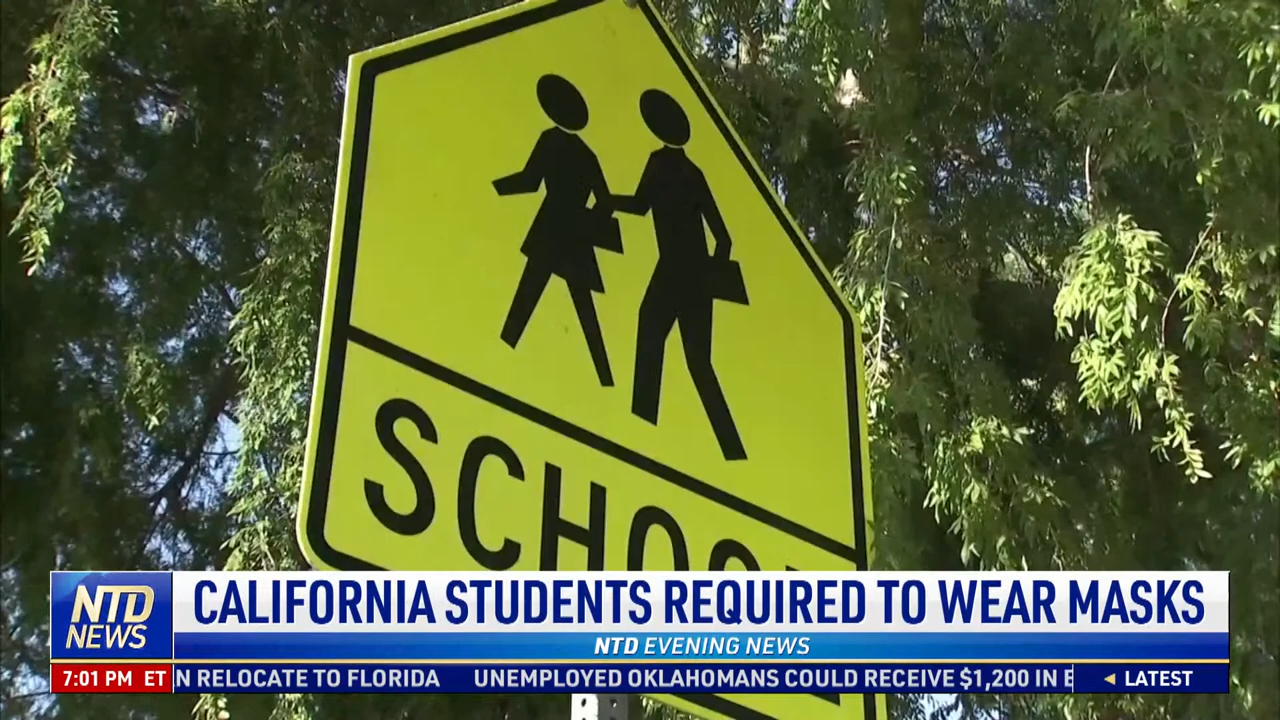 SCHOOL
NTD
NEWS
CALIFORNIA STUDENTS REQUIRED TO WEAR MASKS
NTD EVENING NEWS
7:01 PM ET
N RELOCATE TO FLORIDA UNEMPLOYED OKLAHOMANS COULD RECEIVE $1,200 IN
LATEST